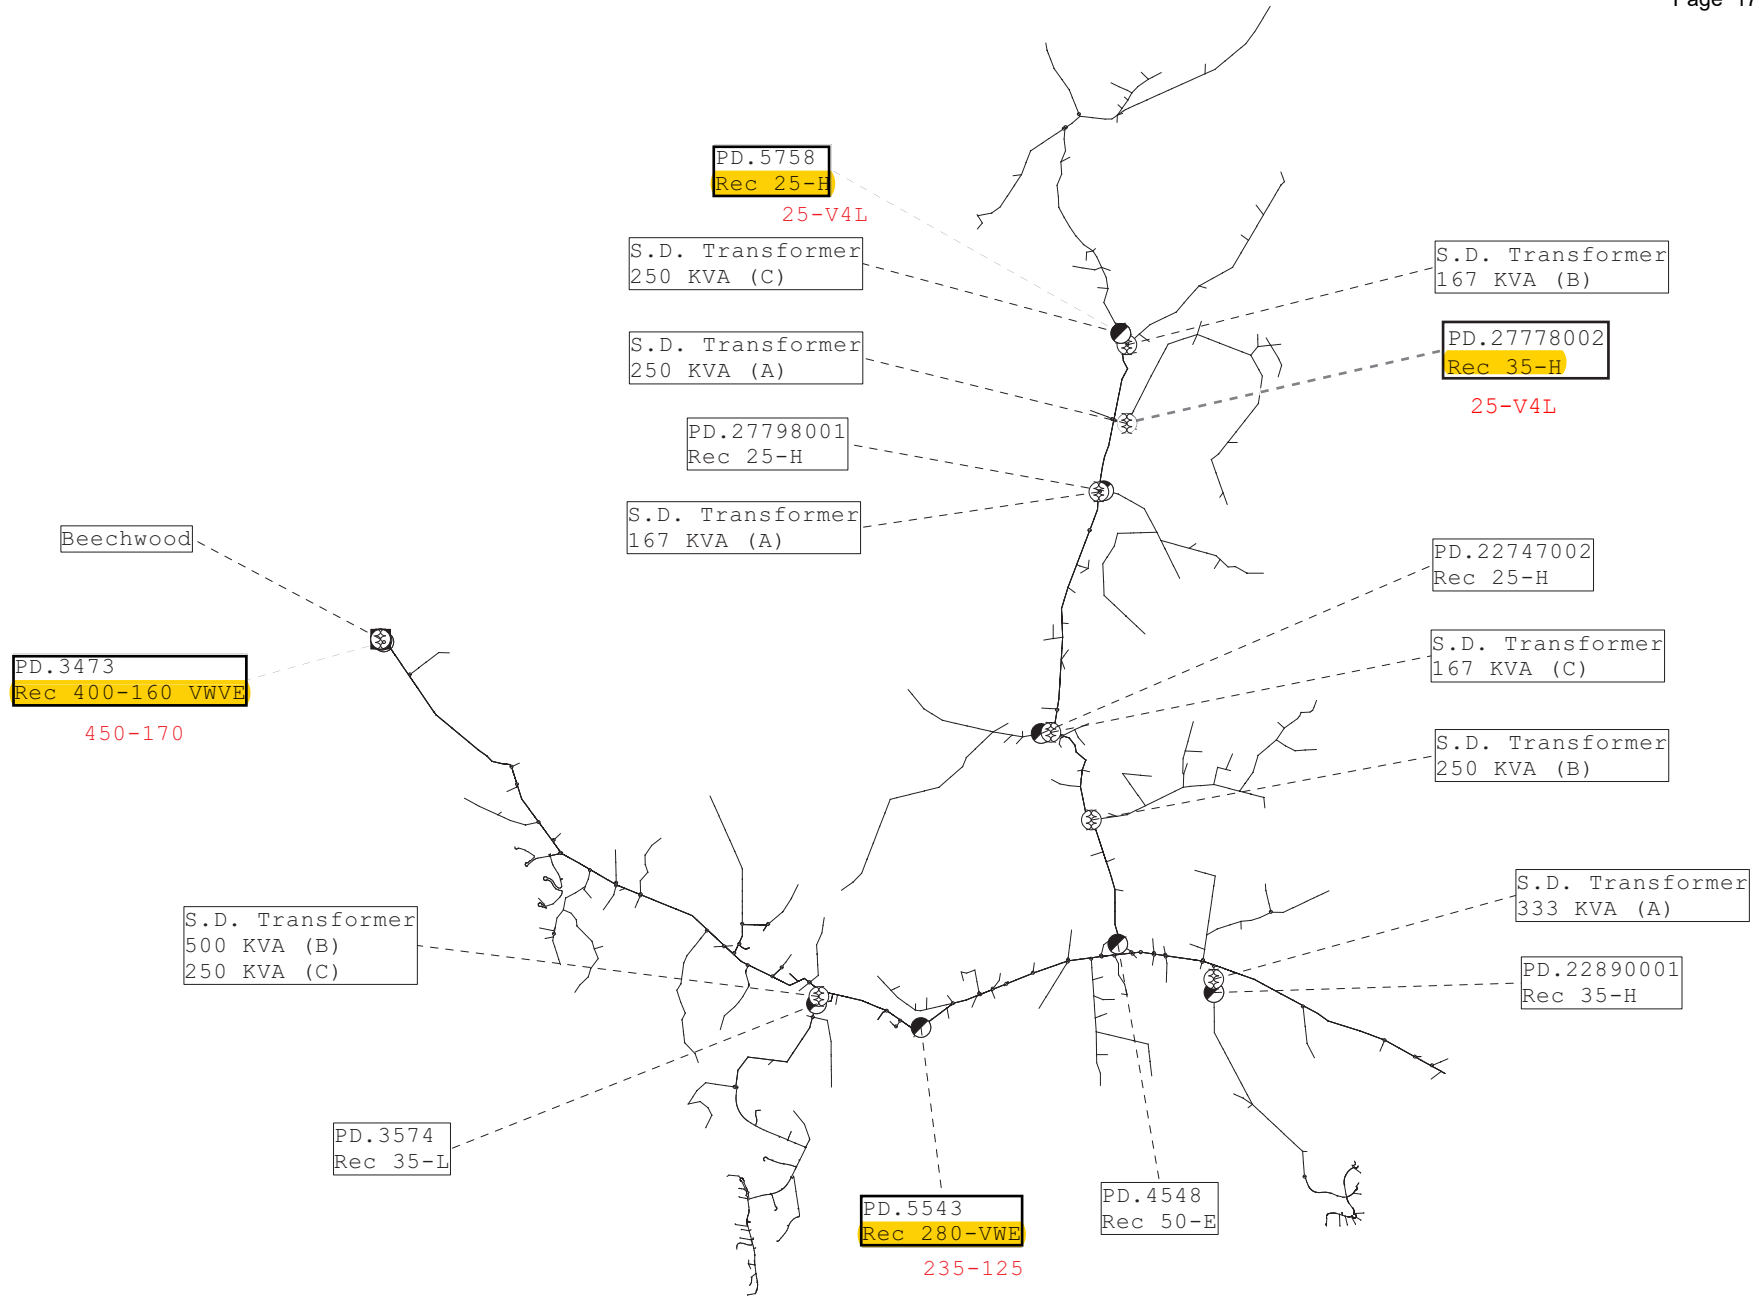 Page 17
PD.5758
Rec 25-H
25-V4L
S.D. Transformer
250 KVA (C)
S.D. Transformer
167 KVA (B)
S.D. Transformer
250 KVA (A)
PD.27778002
Rec 35-H
25-V4L
PD.27798001
Rec 25-H
S.D. Transformer
167 KVA (A)
Beechwood
PD.22747002
Rec 25-H
PD.3473
Rec 400-160 VWVE
450-170
S.D. Transformer
167 KVA (C)
S.D. Transformer
250 KVA (B)
S.D. Transformer
333 KVA (A)
S.D. Transformer
500 KVA (B)
250 KVA (C)
PD.22890001
Rec 35-H
PD.3574
Rec 35-L
PD.5543
Rec 280-VWE
235-125
PD.4548
Rec 50-E